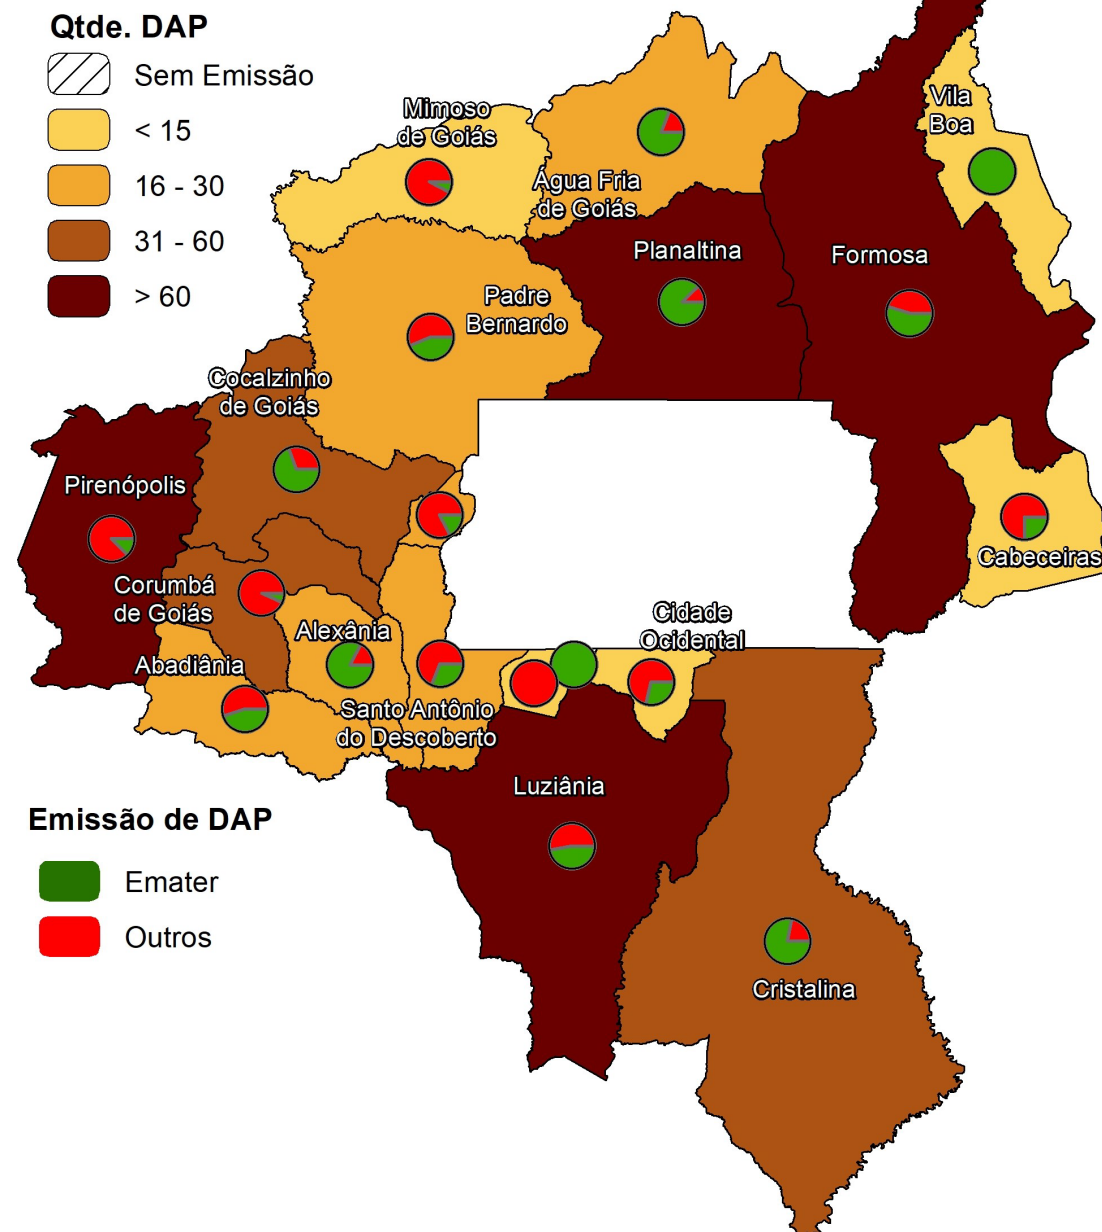 Qtde. DAP
Sem Emissão
< 15
16 - 30
31 - 60
> 60
Mimoso
de Goiás
Vila
Boa
Água Fria
de Goiás
Planaltina
Formosa
Padre
Bernardo
Cocalzinho
de Goiás
Pirenópolis
Cabeceiras
Corumbá
de Goiás
Cidade
Ocidental
Alexânia
Abadiânia
Santo Antônio
do Descoberto
Luziânia
Emissão de DAP
Emater
Outros
Cristalina